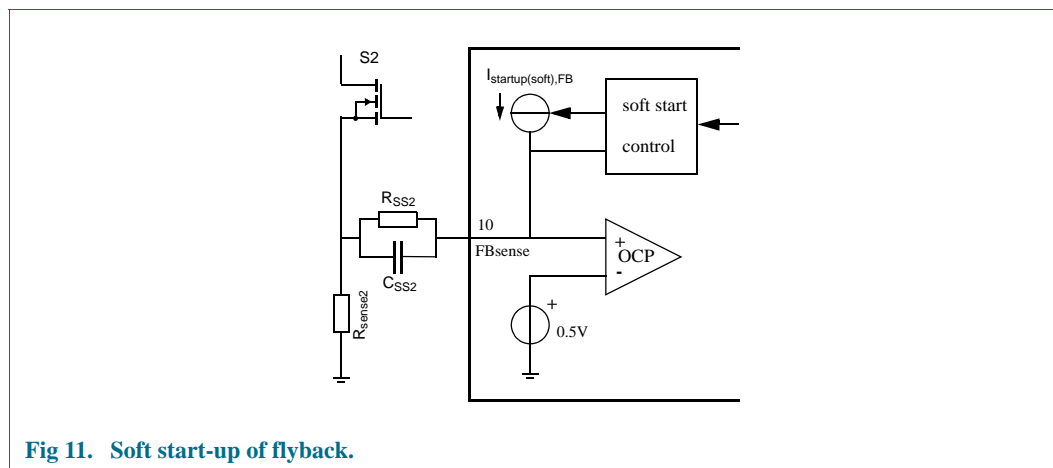 S2
Istartup(soft),FB
soft start
control
RSS2
10
FBsense
CSS2
+
OCP
-
Rsense2
+
0.5V
Fig 11. Soft start-up of flyback.